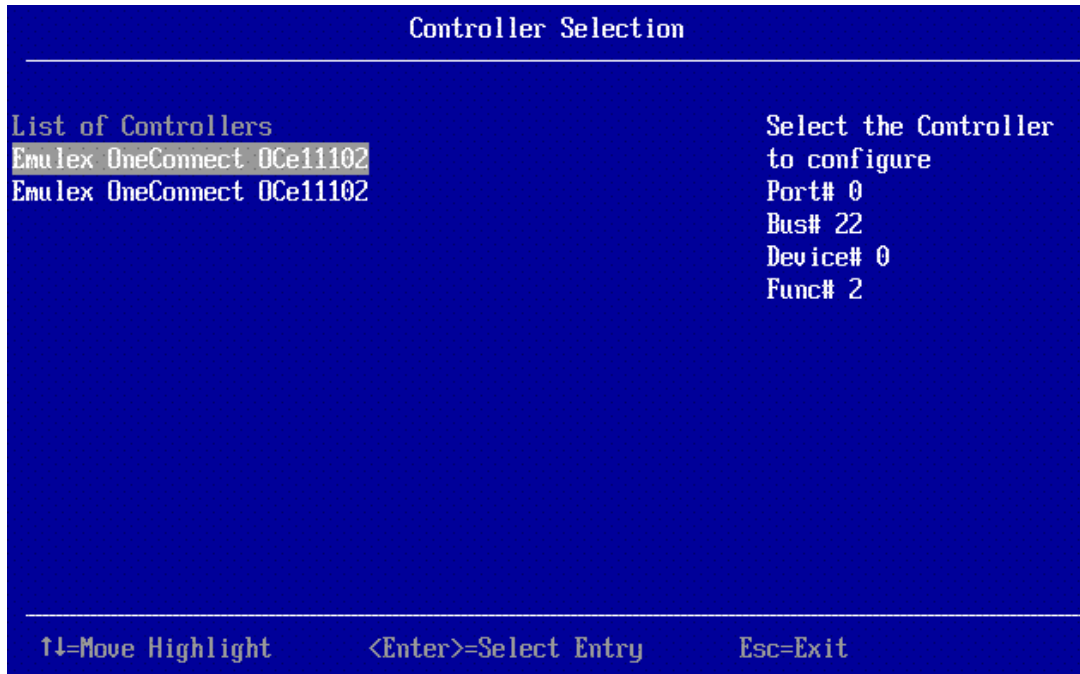 Controller Selection
List of Controllers
Emulex OneConnect OCe11102
Emulex OneConnect OCe11102
Select the Controller
to configure
Port# 0
Bus# 22
Device# 0
Func# 2
↑↓=Move Highlight <Enter>=Select Entry Esc=Exit